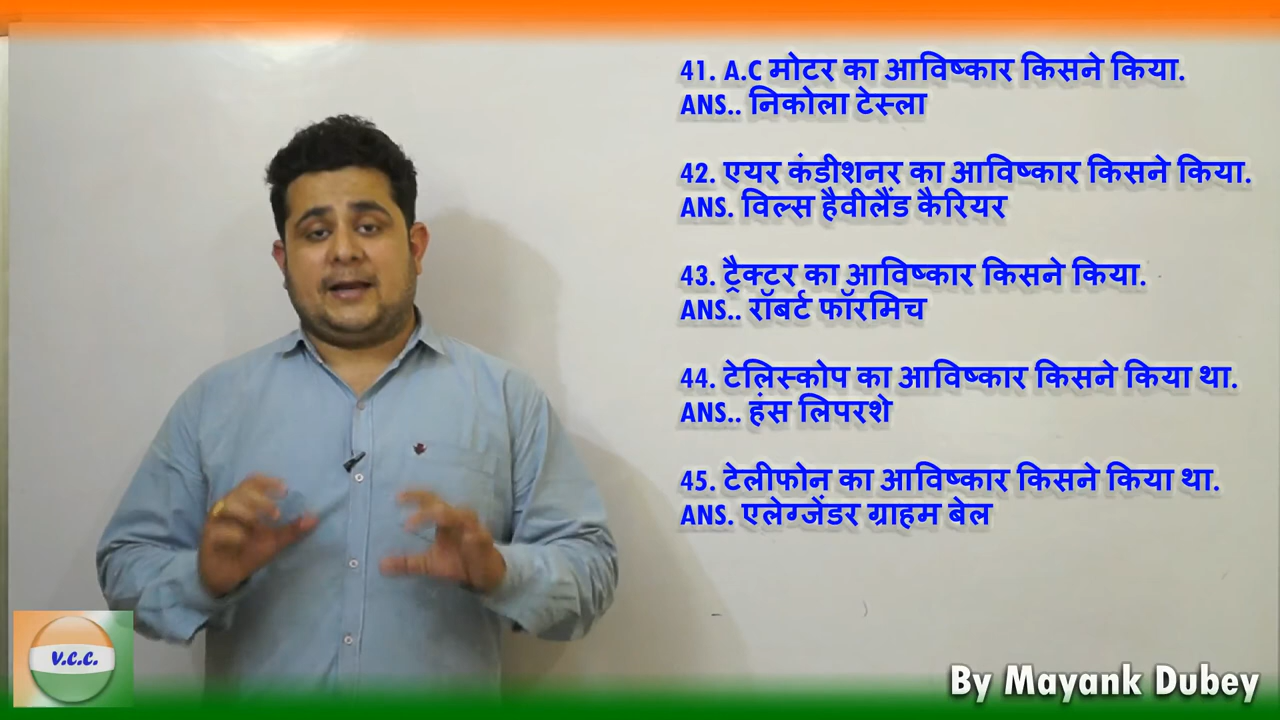 41. A.C मोटर का आविष्कार किसने किया.
ANS.. निकोला टेस्ला
42. एयर कंडीशनर का आविष्कार किसने किया.
ANS. विल्स हैवीलैंड कैरियर
43. ट्रैक्टर का आविष्कार किसने किया.
ANS.. रॉबर्ट फॉरमिच
44. टेलिस्कोप का आविष्कार किसने किया था.
ANS.. हंस लिपरशे
45. टेलीफोन का आविष्कार किसने किया था.
ANS. एलेग्जेंडर ग्राहम बेल
V.C.C.
By Mayank Dubey